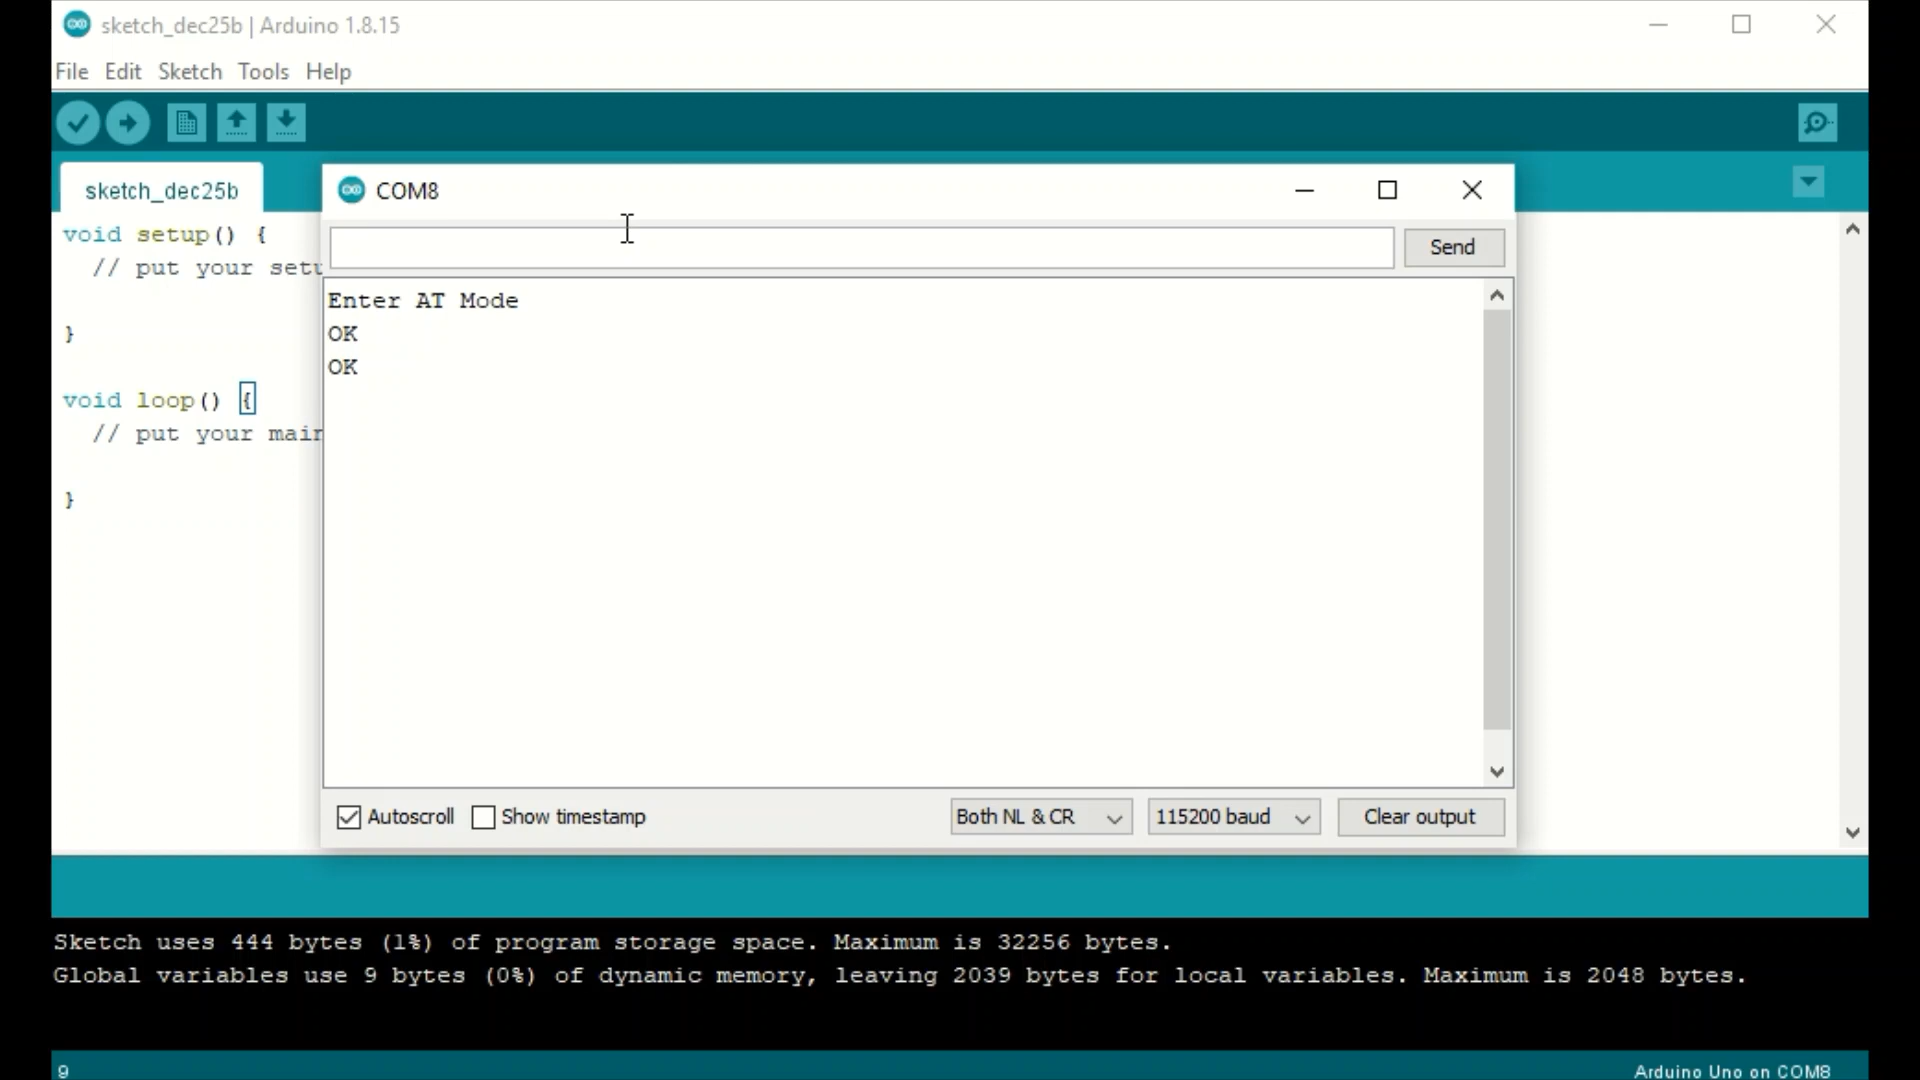 sketch_dec25b | Arduino 1.8.15
File Edit Sketch Tools Help
sketch_dec25b
COM8
Send
void setup() {
// put your setu
}
void loop() {
// put your main
}
Enter AT Mode
OK
OK
Autoscroll Show timestamp Both NL & CR 115200 baud Clear output
Sketch uses 444 bytes (1%) of program storage space. Maximum is 32256 bytes.
Global variables use 9 bytes (0%) of dynamic memory, leaving 2039 bytes for local variables. Maximum is 2048 bytes.
9 Arduino Uno on COM8